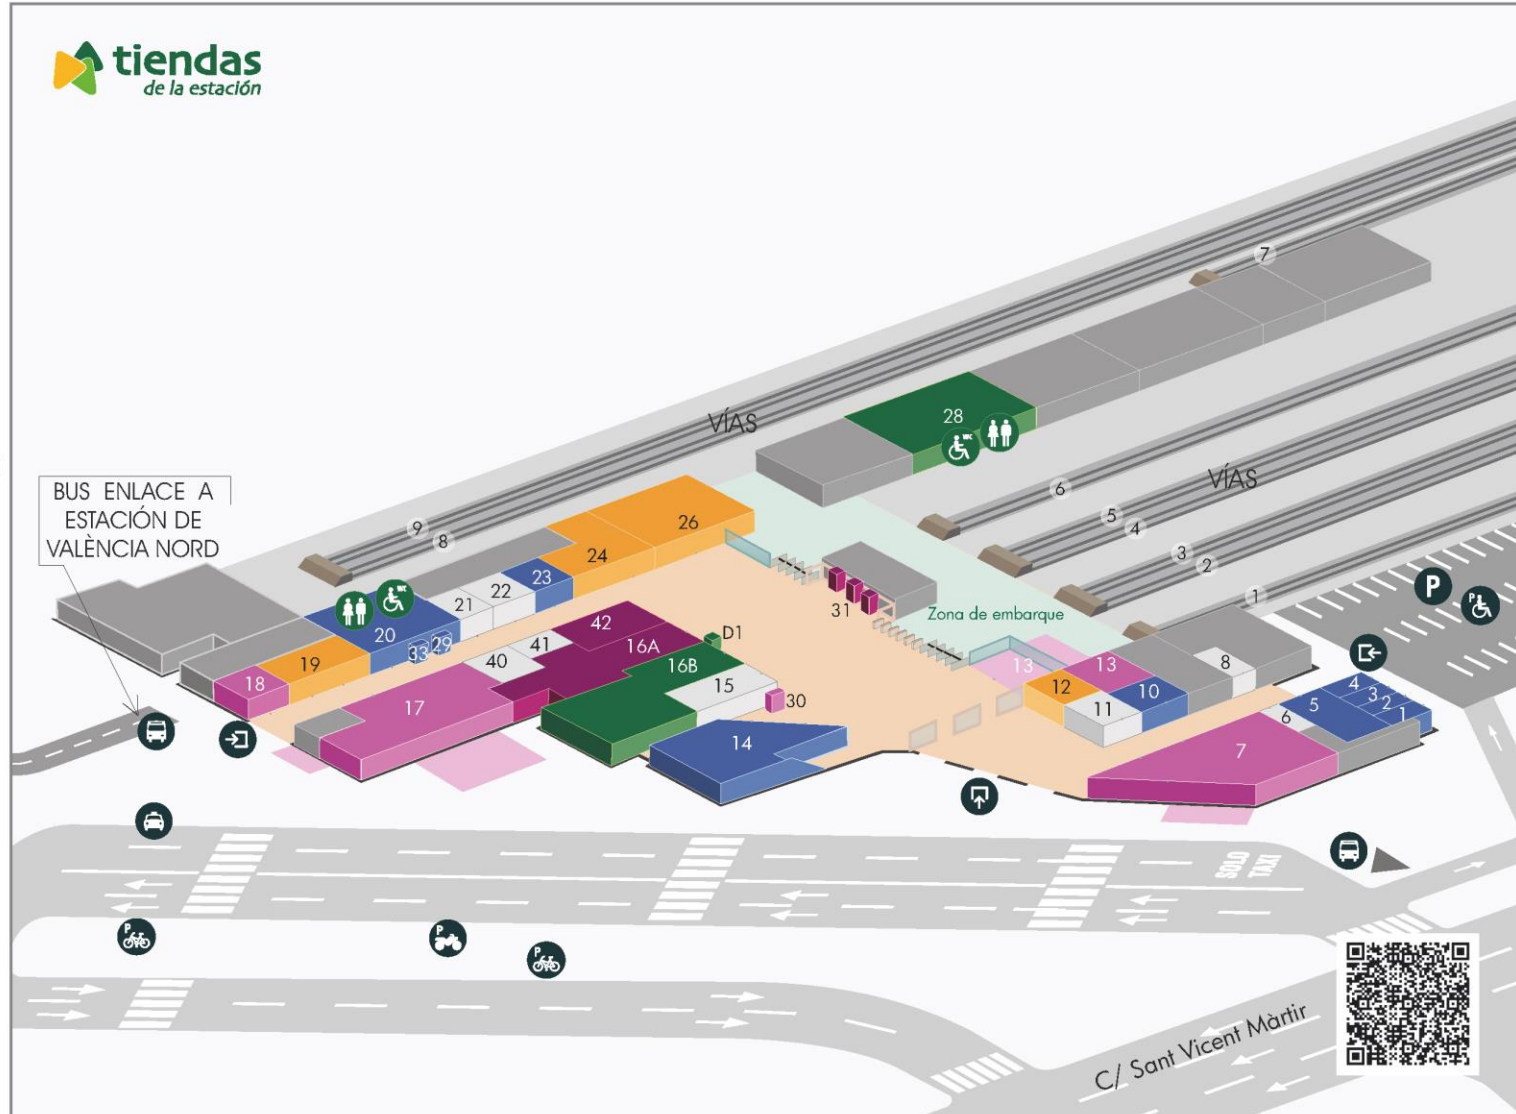 tiendas
de la estación
7
28
WC
VÍAS
VÍAS
6
5
4
3
2
1
9
8
BUS ENLACE A
ESTACIÓN DE
VALÈNCIA NORD
26
24
23
22
21
20
WC
29
33
19
18
42
41
40
16A
16B
D1
15
30
17
14
31
Zona de embarque
13
13
12
11
10
8
P
P
4
3
2
1
5
6
7
SOLO
TAXI
P
P
P
C/ Sant Vicent Màrtir